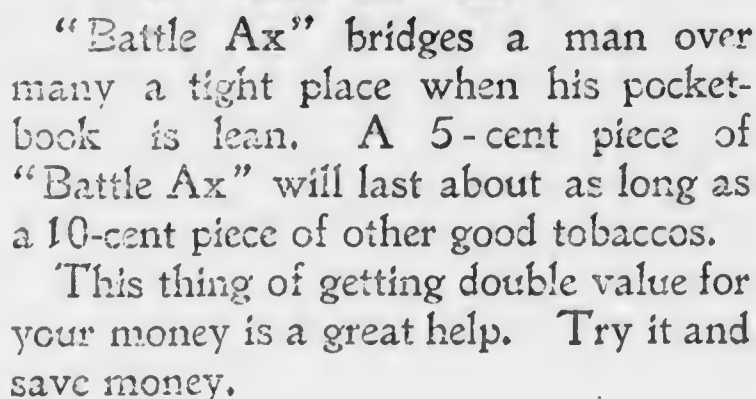 “Battle Ax” bridges a man over
many a tight place when his pocket-
book is lean. A 5-cent piece of
“Battle Ax” will last about as long as
a 10-cent piece of other good tobaccos.
This thing of getting double value for
your money is a great help. Try it and
save money.